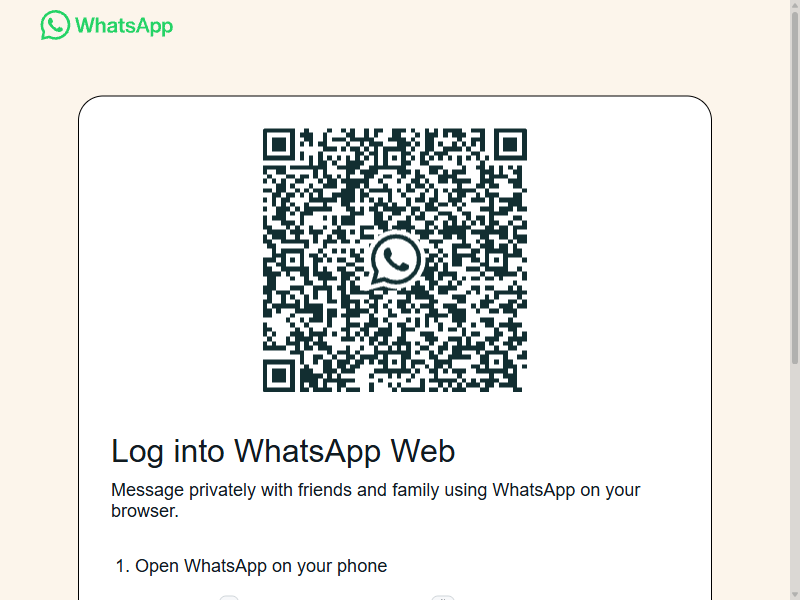 WhatsApp
Log into WhatsApp Web
Message privately with friends and family using WhatsApp on your
browser.
1. Open WhatsApp on your phone